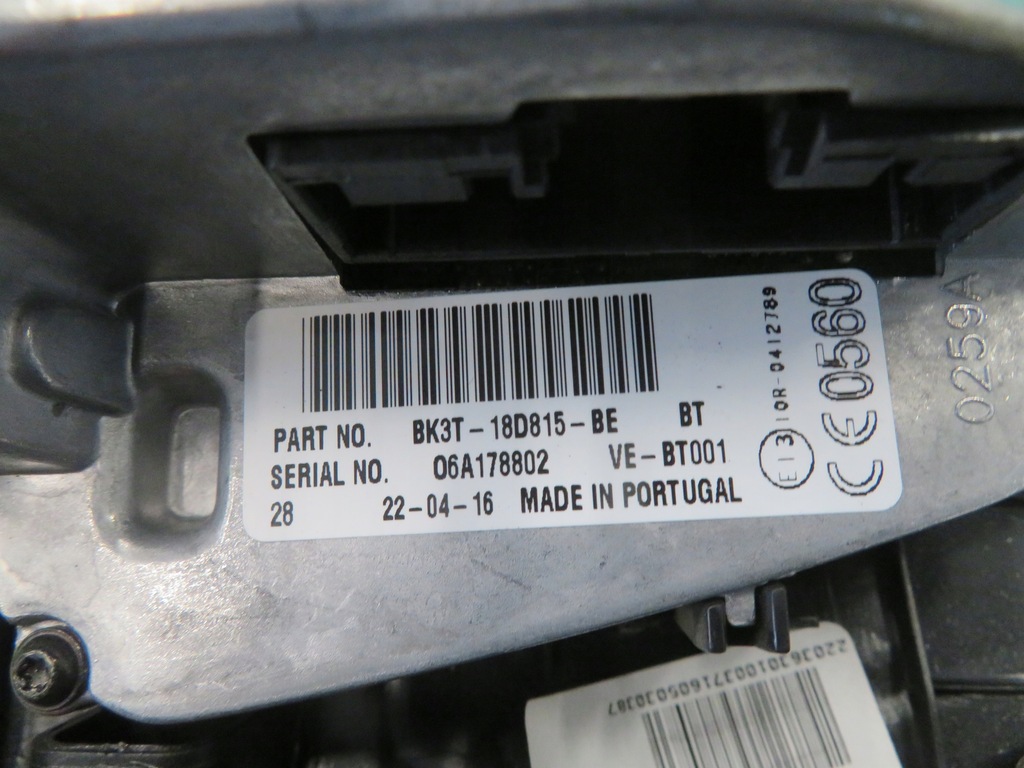 PART NO. BK3T-18D815-BE BT
SERIAL NO. 06A178802 VE-BT001
28 22-04-16 MADE IN PORTUGAL
E13 10R-0412789
CE0560
0259A
2203630100371605030387